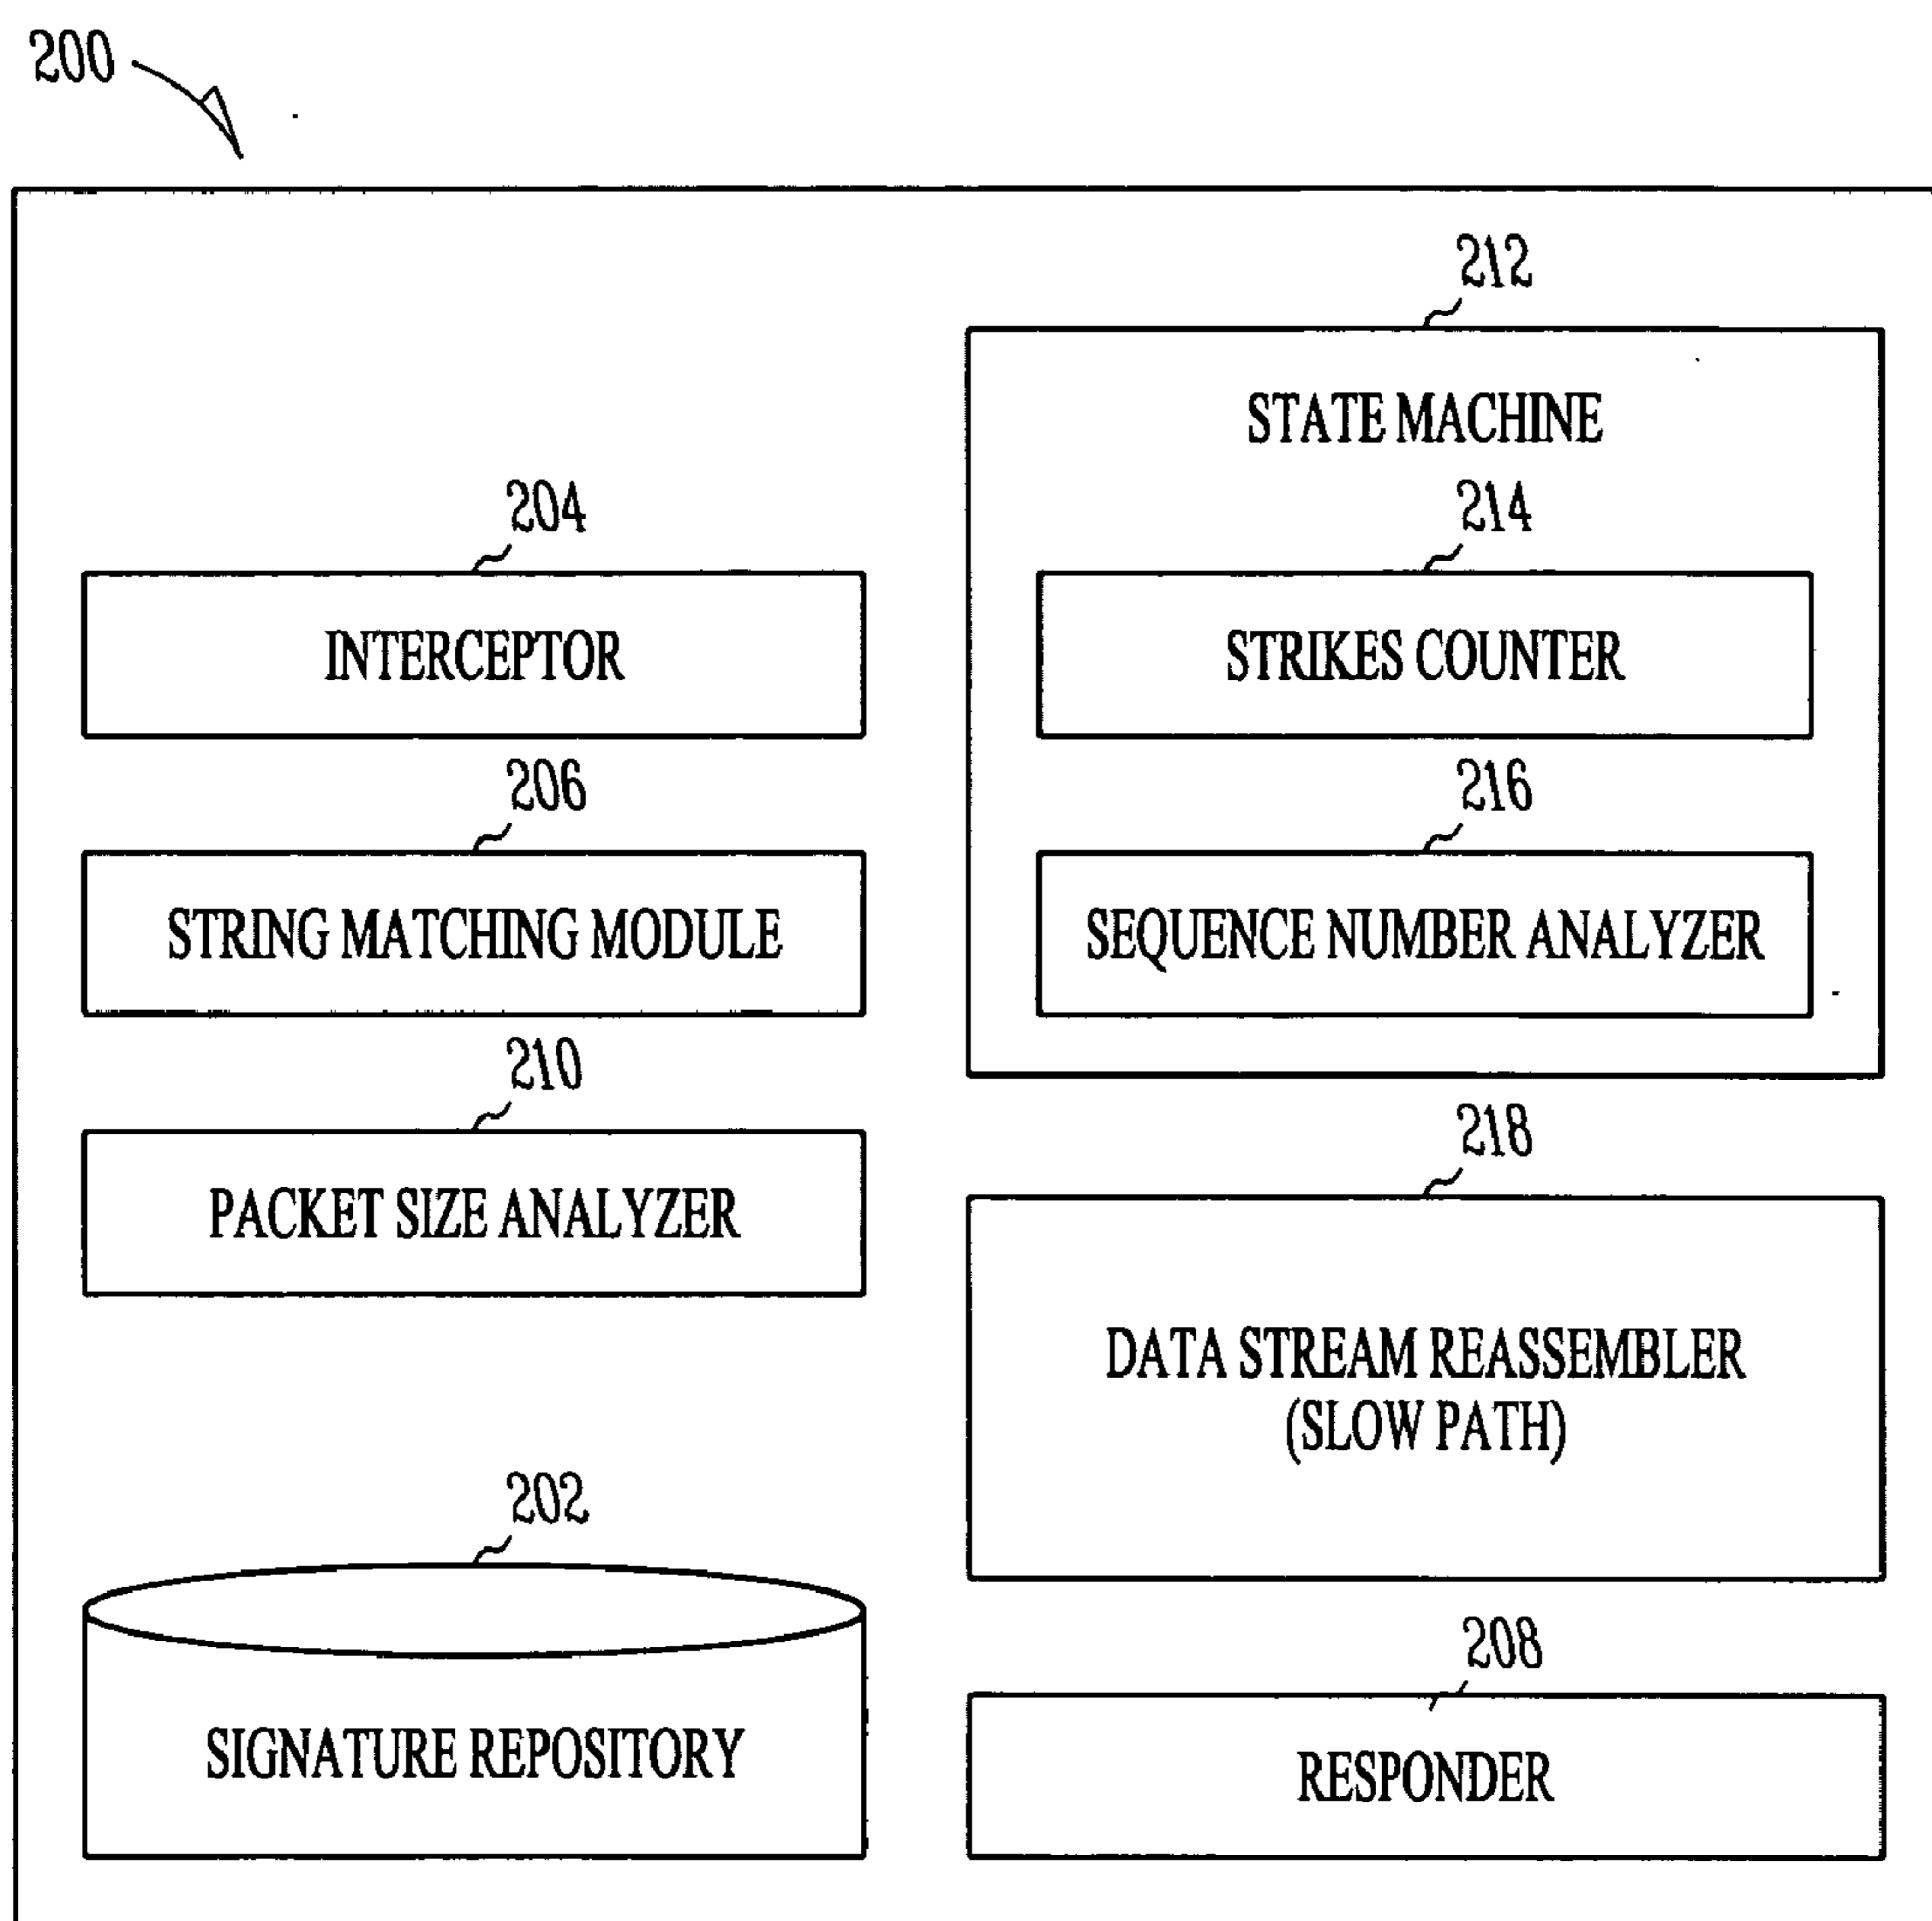 200
212
STATE MACHINE
204
214
INTERCEPTOR
STRIKES COUNTER
206
216
STRING MATCHING MODULE
SEQUENCE NUMBER ANALYZER
210
218
PACKET SIZE ANALYZER
DATA STREAM REASSEMBLER
(SLOW PATH)
202
208
SIGNATURE REPOSITORY
RESPONDER